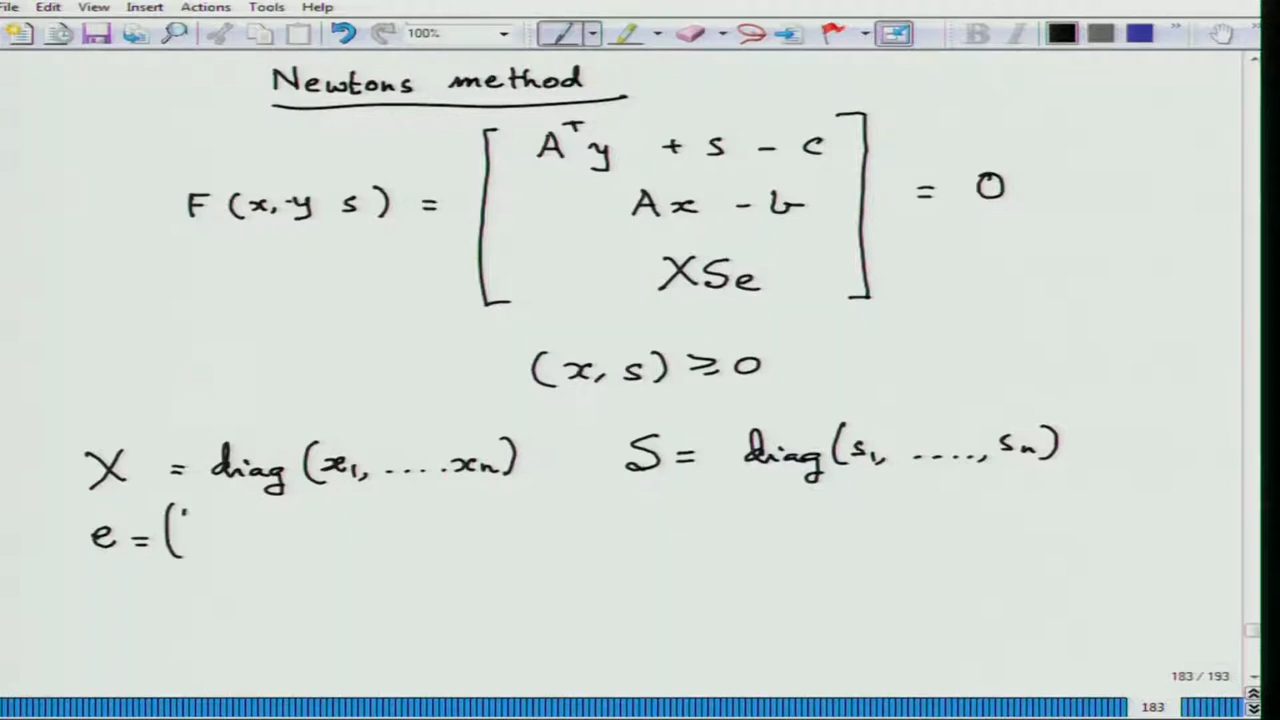 File Edit View Insert Actions Tools Help
100%
Newtons method
F(x, y s) = [ Aᵀy + s - c
Ax - b
XSe ] = 0
(x, s) ≥ 0
X = diag(x₁, ....xₙ) S = diag(s₁, ...., sₙ)
e = (
183 / 193
183